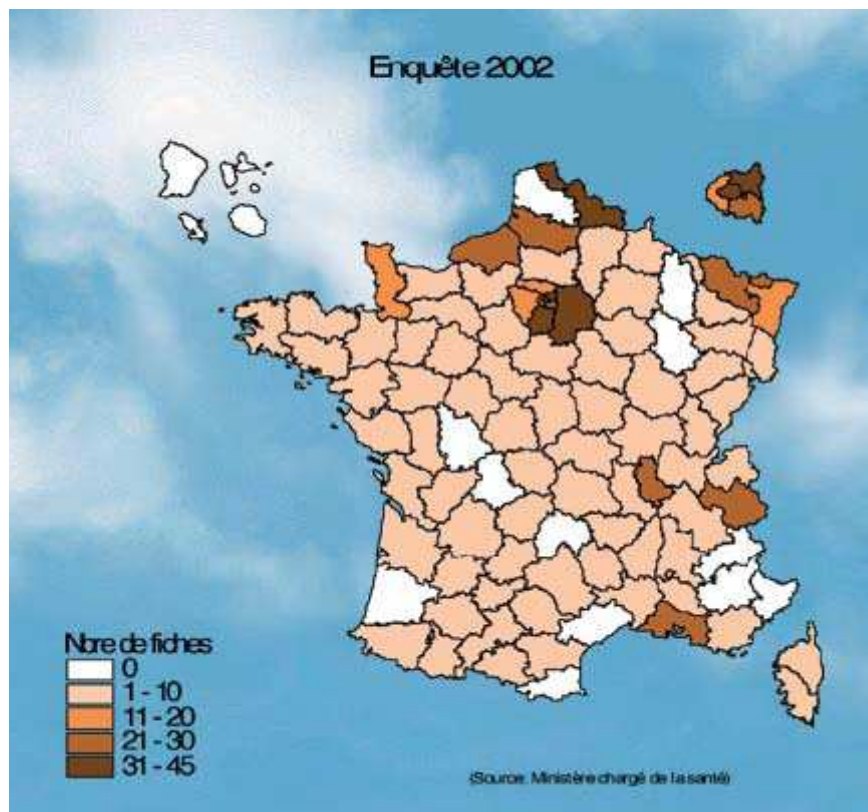 Enquête 2002
Nbre de fiches
0
1 - 10
11 - 20
21 - 30
31 - 45
(Source: Ministère chargé de la santé)